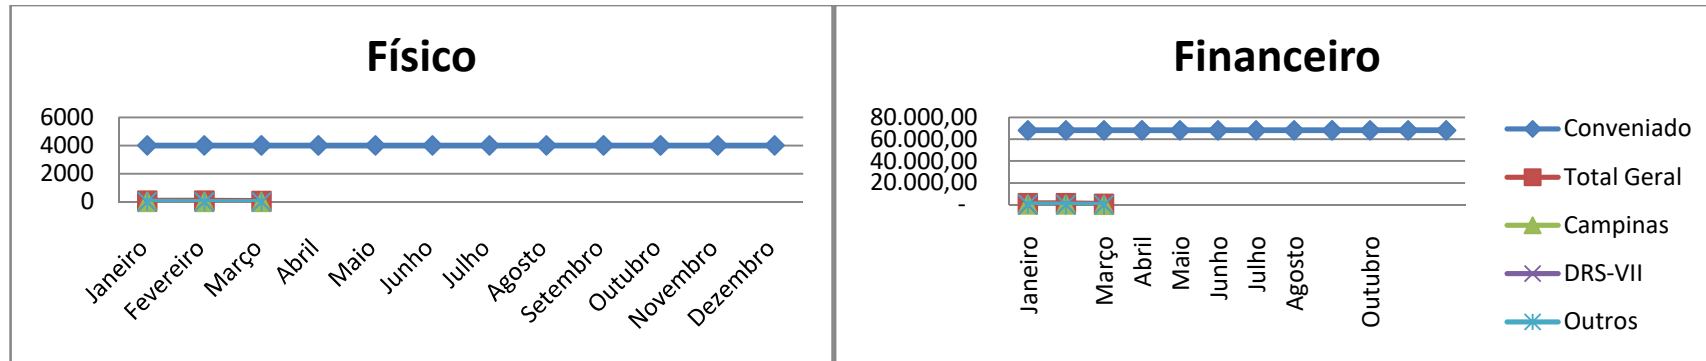 Físico
6000
4000
2000
0
Janeiro
Fevereiro
Março
Abril
Maio
Junho
Julho
Agosto
Setembro
Outubro
Novembro
Dezembro
Financeiro
80.000,00
60.000,00
40.000,00
20.000,00
-
Janeiro
Março
Abril
Maio
Junho
Julho
Agosto
Outubro
Conveniado
Total Geral
Campinas
DRS-VII
Outros